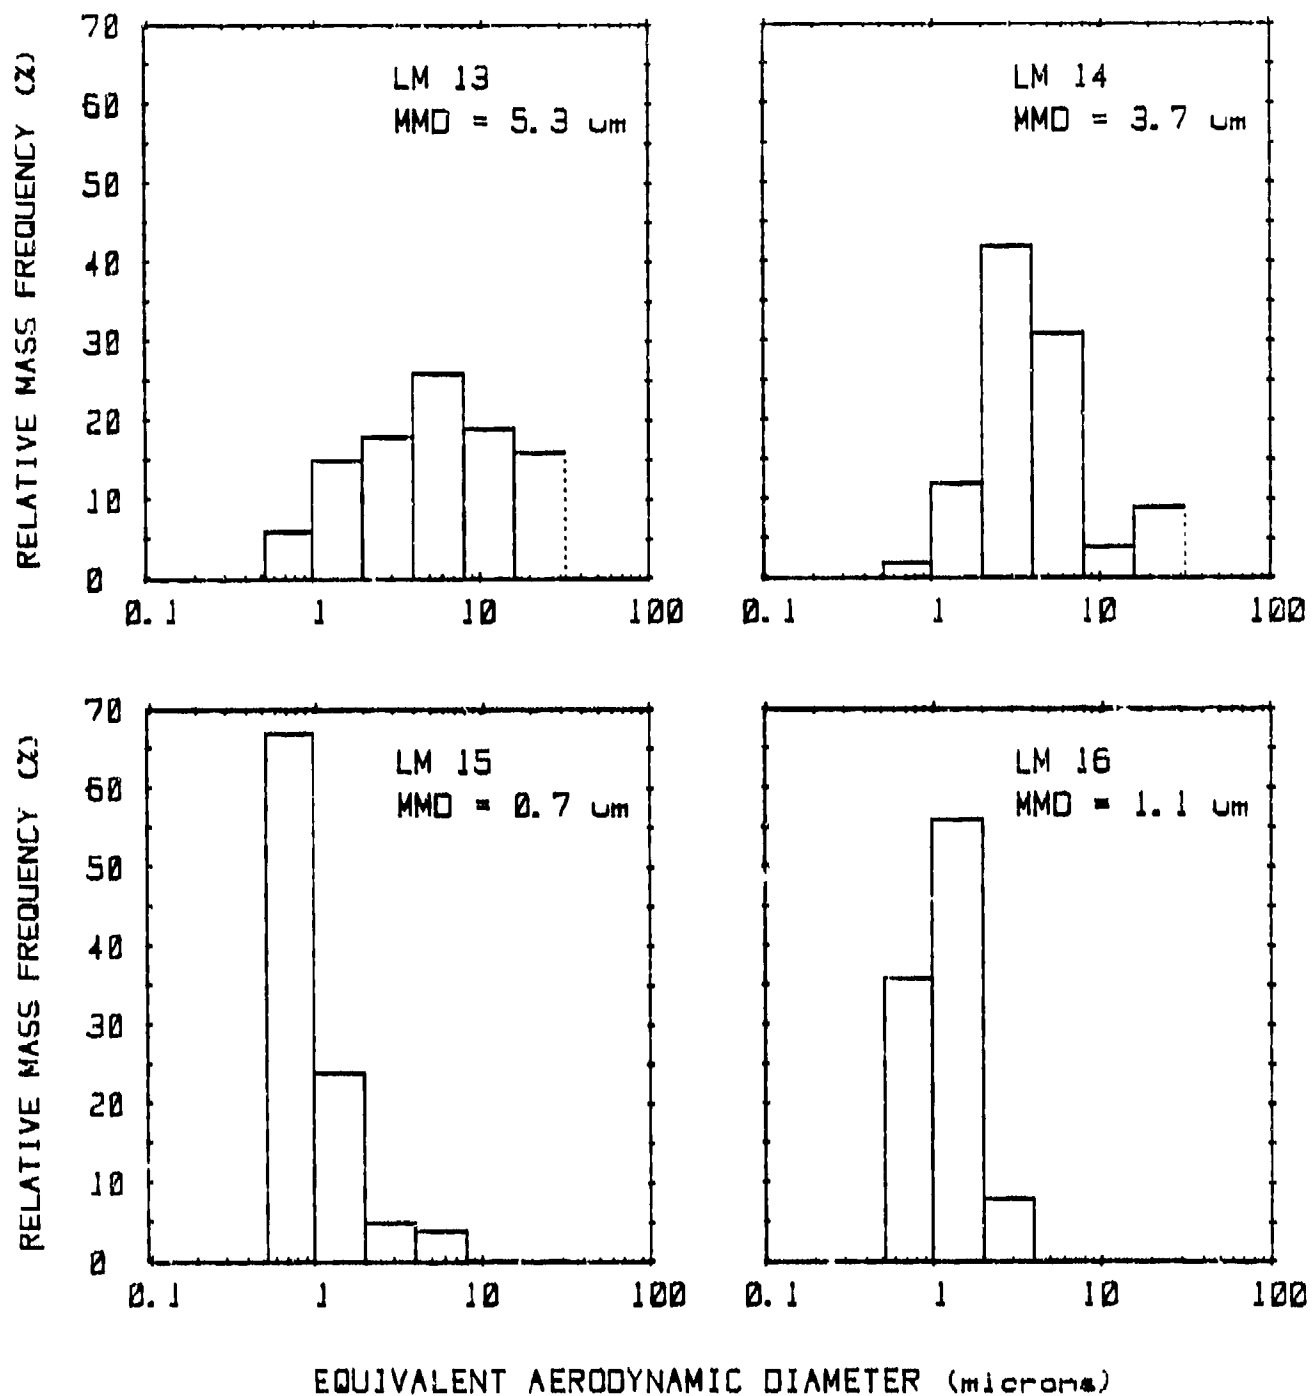 RELATIVE MASS FREQUENCY (%)
70
60
50
40
30
20
10
0
LM 13
MMD = 5.3 um
0.1 1 10 100
LM 14
MMD = 3.7 um
0.1 1 10 100
RELATIVE MASS FREQUENCY (%)
70
60
50
40
30
20
10
0
LM 15
MMD = 0.7 um
0.1 1 10 100
LM 16
MMD = 1.1 um
0.1 1 10 100
EQUIVALENT AERODYNAMIC DIAMETER (microns)